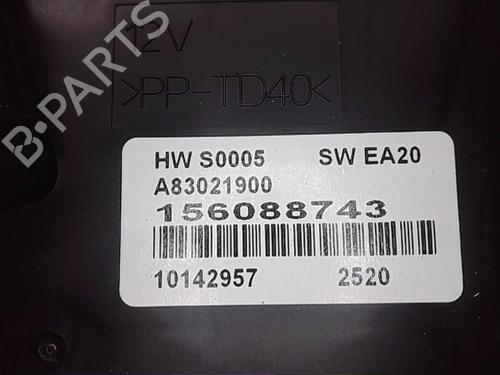 12V
>PP-TD40<
HW S0005 SW EA20
A83021900
156088743
10142957 2520
B-PARTS